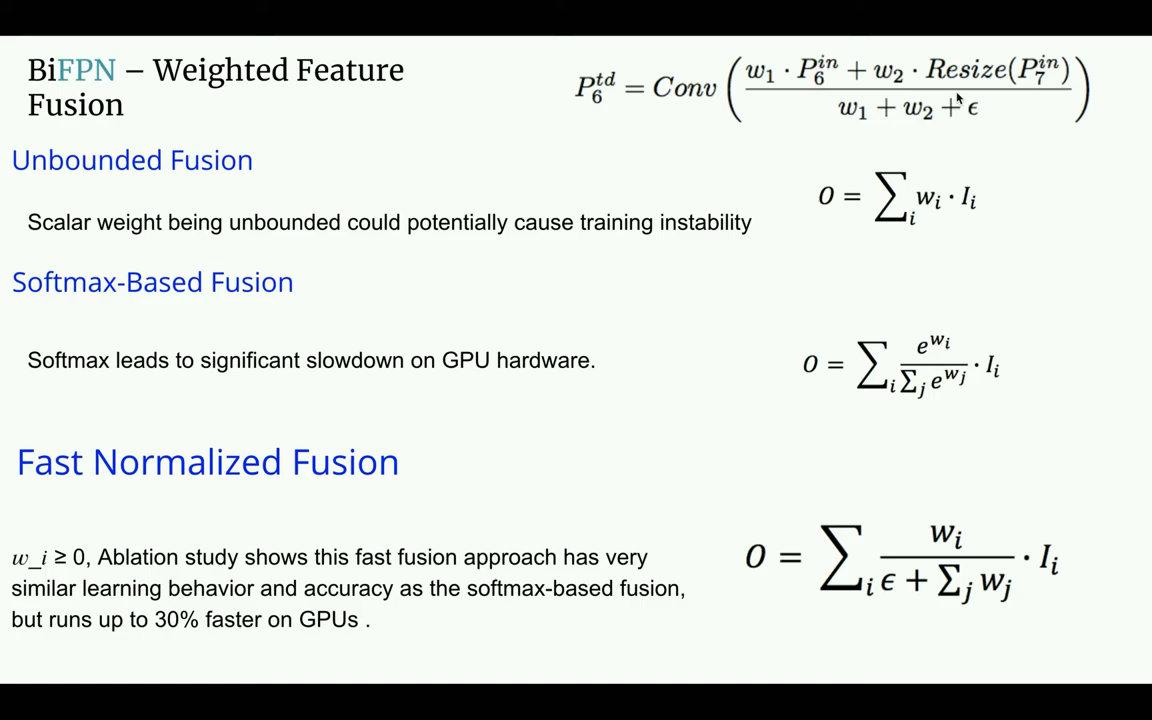 BiFPN – Weighted Feature
Fusion
P_6^{td} = Conv ( \frac{w_1 · P_6^{in} + w_2 · Resize(P_7^{in})}{w_1 + w_2 + ϵ} )
Unbounded Fusion
Scalar weight being unbounded could potentially cause training instability
O = ∑_i w_i · I_i
Softmax-Based Fusion
Softmax leads to significant slowdown on GPU hardware.
O = ∑_i \frac{e^{w_i}}{∑_j e^{w_j}} · I_i
Fast Normalized Fusion
w_i ≥ 0, Ablation study shows this fast fusion approach has very
similar learning behavior and accuracy as the softmax-based fusion,
but runs up to 30% faster on GPUs .
O = ∑_i \frac{w_i}{ϵ + ∑_j w_j} · I_i